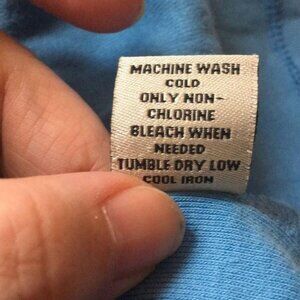 MACHINE WASH
COLD
ONLY NON-
CHLORINE
BLEACH WHEN
NEEDED
TUMBLE DRY LOW
COOL IRON